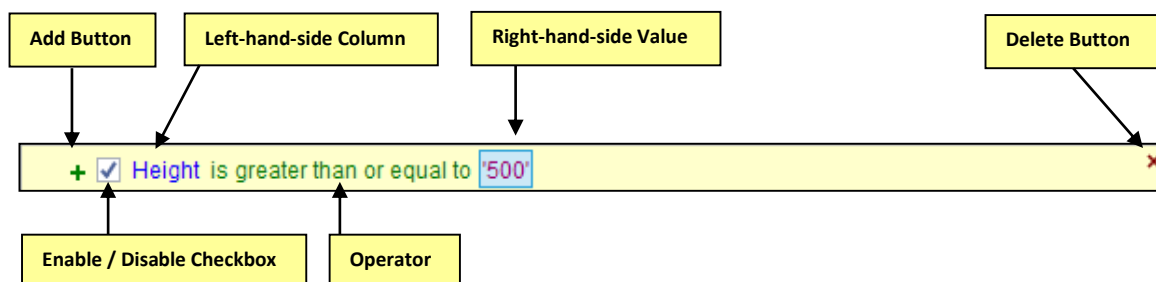 Add Button
Left-hand-side Column
Right-hand-side Value
Delete Button
+ Height is greater than or equal to '500' ×
Enable / Disable Checkbox
Operator